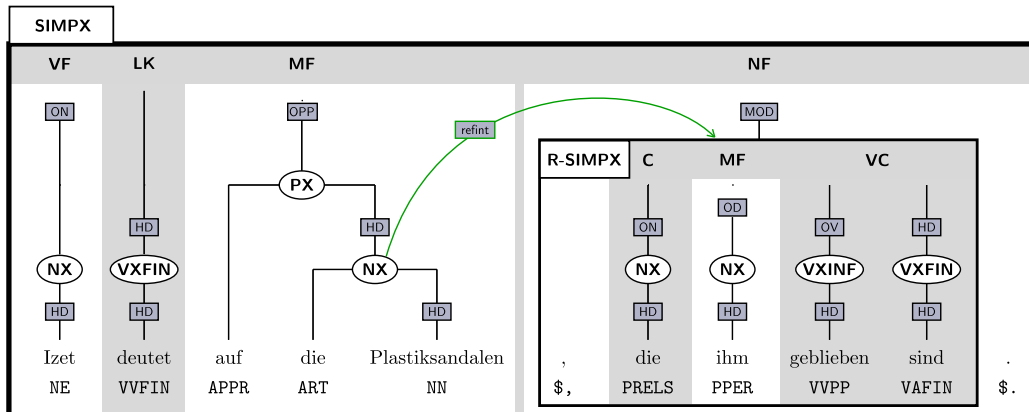 SIMPX
VF LK MF NF
ON OPP MOD
refint
R-SIMPX C MF VC
PX
OD
HD HD ON OV HD
NX VXFIN NX NX NX VXINF VXFIN
HD HD HD HD HD HD HD
Izet deutet auf die Plastiksandalen , die ihm geblieben sind .
NE VVFIN APPR ART NN $, PRELS PPER VVPP VAFIN $.